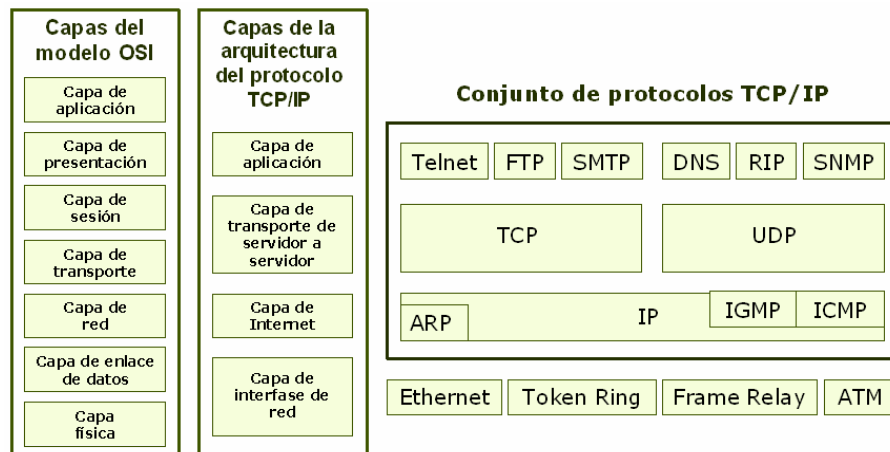 Capas del
modelo OSI
Capa de
aplicación
Capa de
presentación
Capa de
sesión
Capa de
transporte
Capa de
red
Capa de enlace
de datos
Capa
física
Capas de la
arquitectura
del protocolo
TCP/IP
Capa de
aplicación
Capa de
transporte de
servidor a
servidor
Capa de
Internet
Capa de
interfase de
red
Conjunto de protocolos TCP/IP
Telnet FTP SMTP DNS RIP SNMP
TCP UDP
ARP IP IGMP ICMP
Ethernet Token Ring Frame Relay ATM